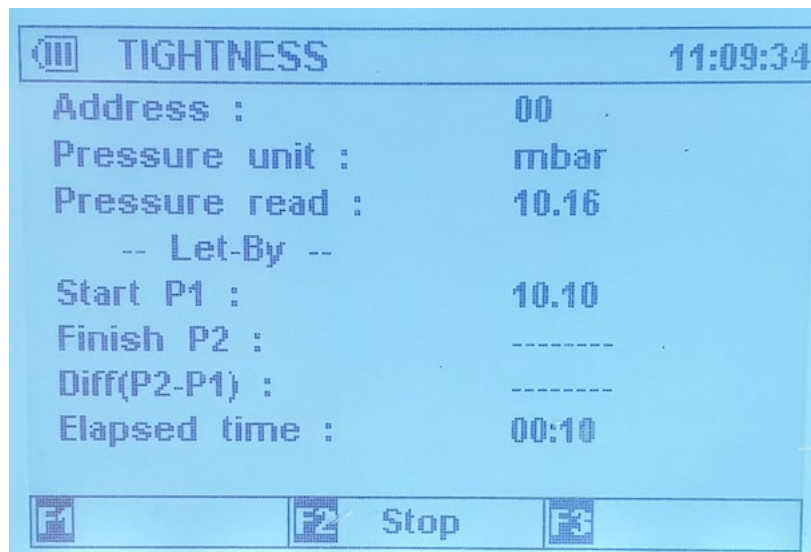 TIGHTNESS 11:09:34
Address : 00
Pressure unit : mbar
Pressure read : 10.16
-- Let-By --
Start P1 : 10.10
Finish P2 : --------
Diff(P2-P1) : --------
Elapsed time : 00:10
F1 F2 Stop F3